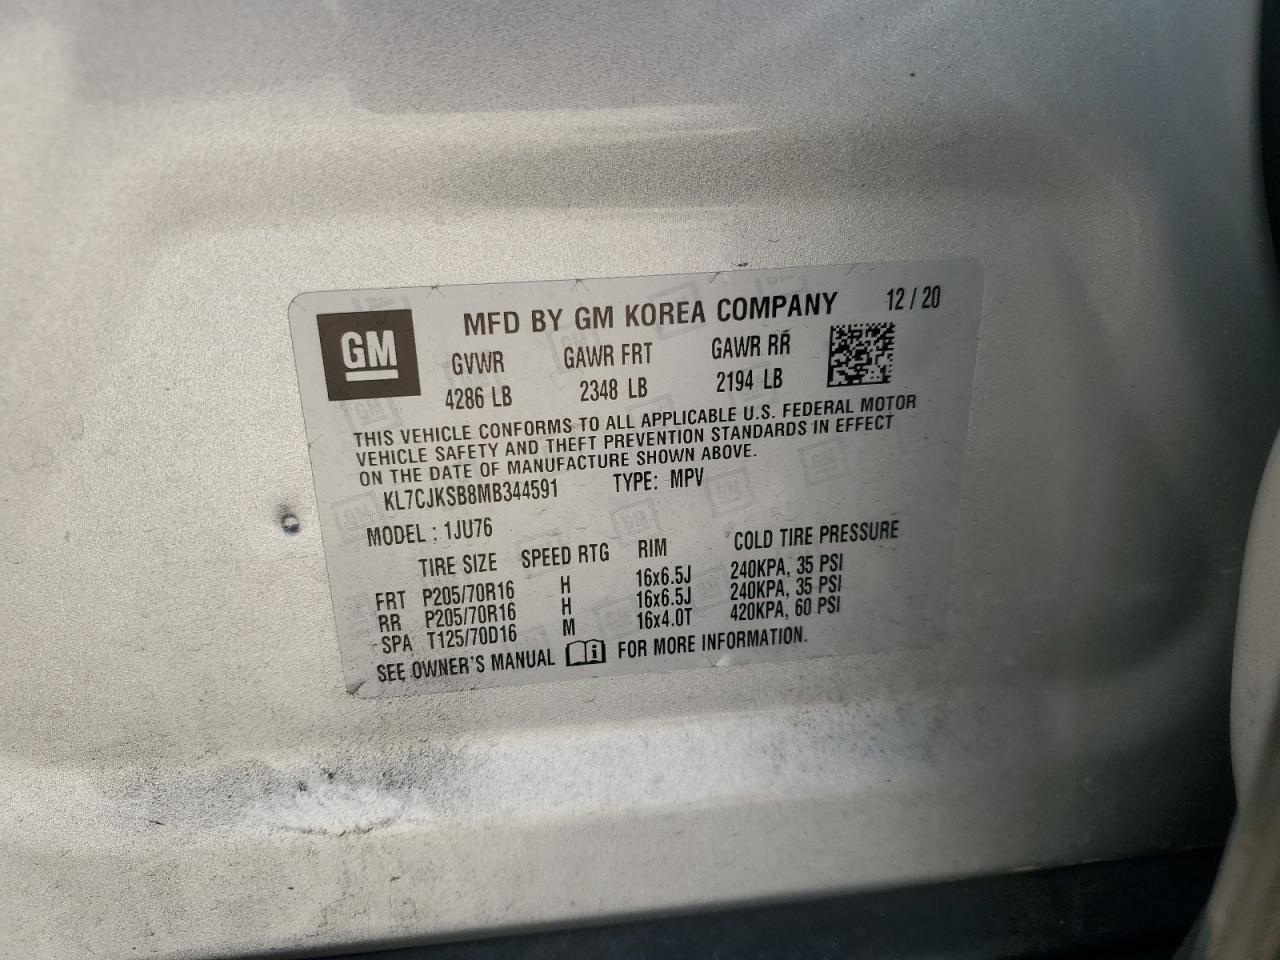 GM
MFD BY GM KOREA COMPANY 12 / 20
GVWR GAWR FRT GAWR RR
4286 LB 2348 LB 2194 LB
THIS VEHICLE CONFORMS TO ALL APPLICABLE U.S. FEDERAL MOTOR
VEHICLE SAFETY AND THEFT PREVENTION STANDARDS IN EFFECT
ON THE DATE OF MANUFACTURE SHOWN ABOVE.
KL7CJKSB8MB344591 TYPE: MPV
MODEL : 1JU76
TIRE SIZE SPEED RTG RIM COLD TIRE PRESSURE
FRT P205/70R16 H 16x6.5J 240KPA, 35 PSI
RR P205/70R16 H 16x6.5J 240KPA, 35 PSI
SPA T125/70D16 M 16x4.0T 420KPA, 60 PSI
SEE OWNER'S MANUAL i FOR MORE INFORMATION.